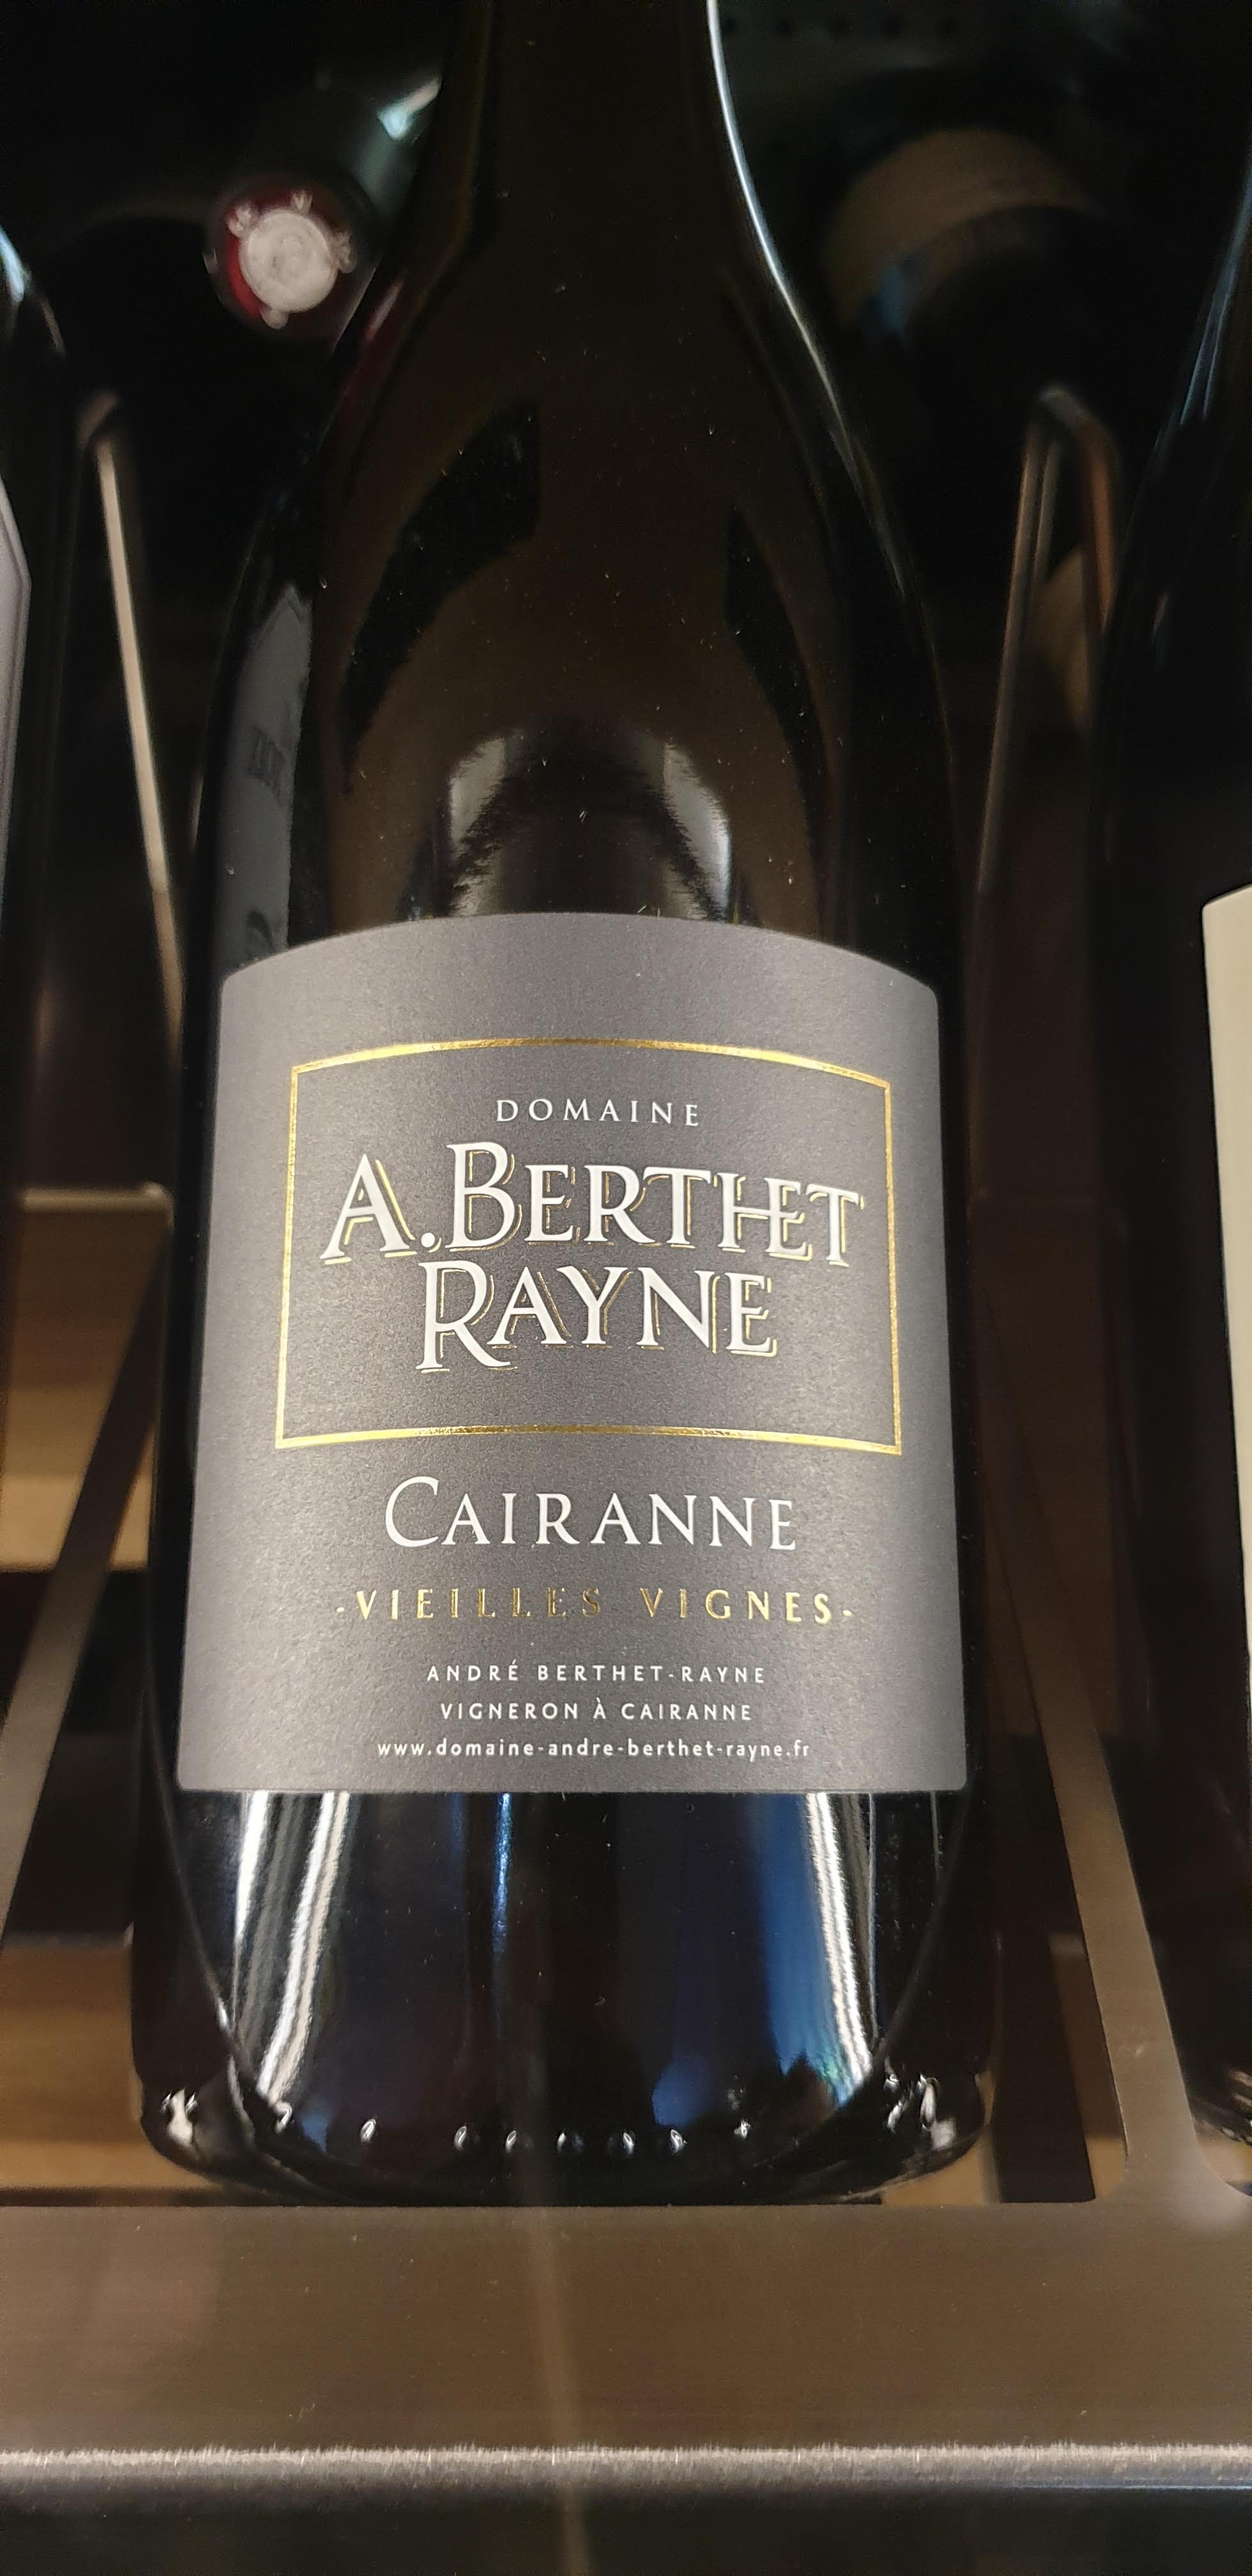 DOMAINE
A. BERTHET
RAYNE
CAIRANNE
-VIEILLES VIGNES-
ANDRÉ BERTHET-RAYNE
VIGNERON À CAIRANNE
www.domaine-andre-berthet-rayne.fr